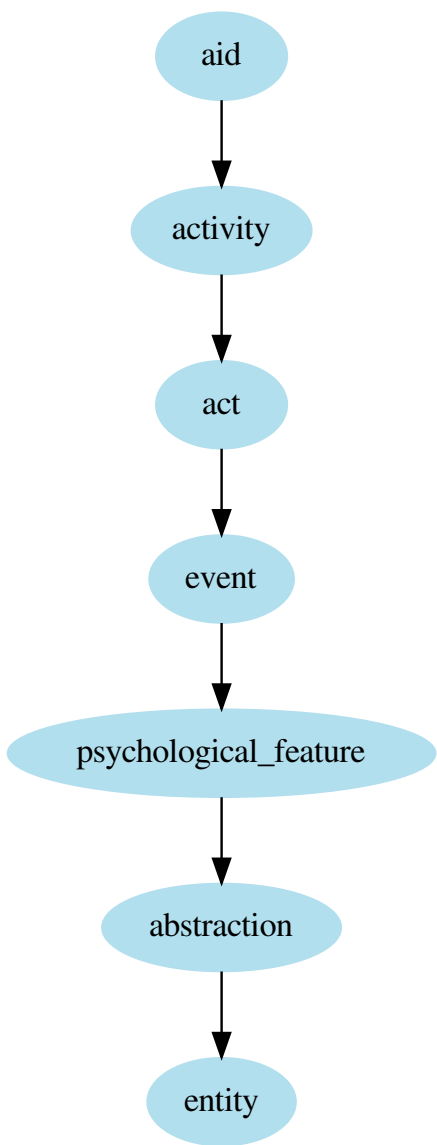 aid
activity
act
event
psychological_feature
abstraction
entity